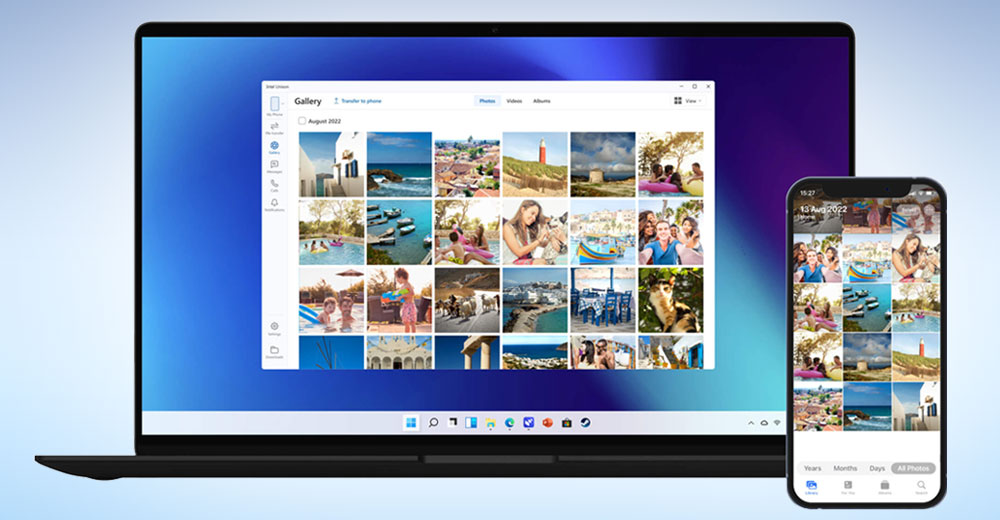 Intel Unison
Gallery
Transfer to phone
Photos
Videos
Albums
View
August 2022
My Phone
File transfer
Gallery
Messages
Calls
Notifications
Settings
Downloads
15:27
13 Aug 2022
Select
Years
Months
Days
All Photos
Library
For You
Albums
Search